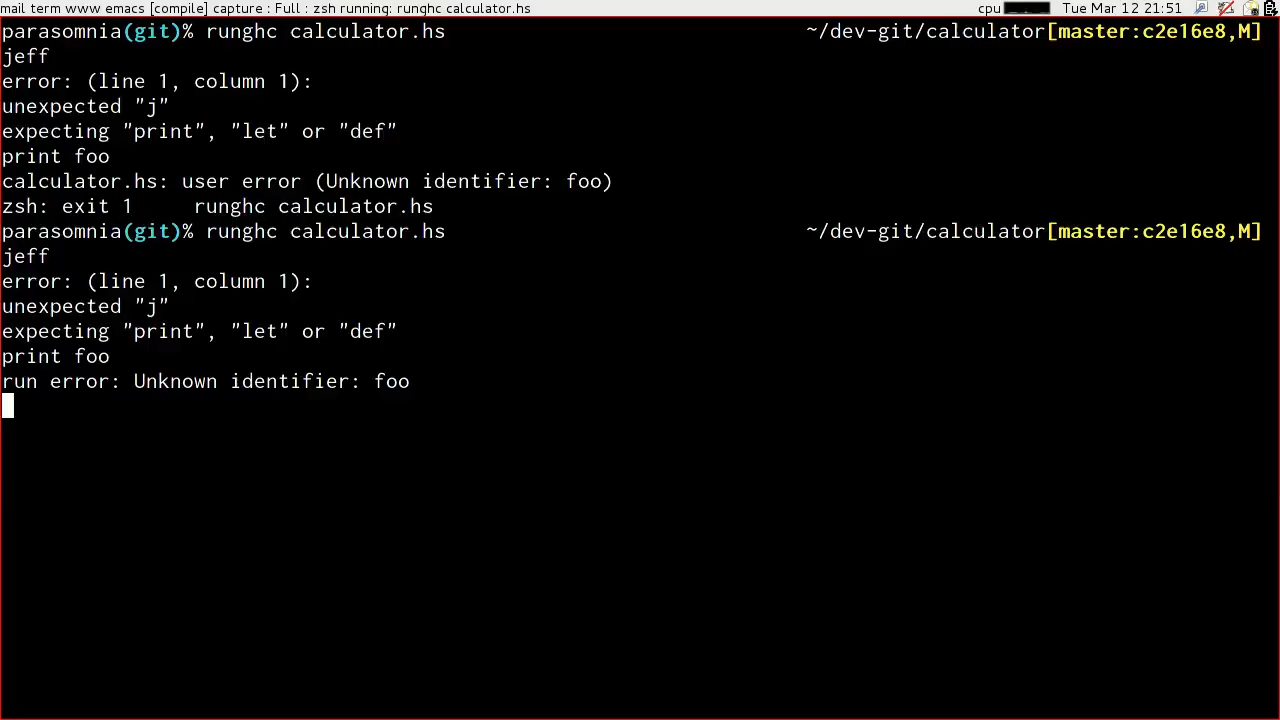 mail term www emacs [compile] capture : Full : zsh running: runghc calculator.hs cpu Tue Mar 12 21:51
parasomnia(git)% runghc calculator.hs ~/dev-git/calculator[master:c2e16e8,M]
jeff
error: (line 1, column 1):
unexpected "j"
expecting "print", "let" or "def"
print foo
calculator.hs: user error (Unknown identifier: foo)
zsh: exit 1     runghc calculator.hs
parasomnia(git)% runghc calculator.hs ~/dev-git/calculator[master:c2e16e8,M]
jeff
error: (line 1, column 1):
unexpected "j"
expecting "print", "let" or "def"
print foo
run error: Unknown identifier: foo